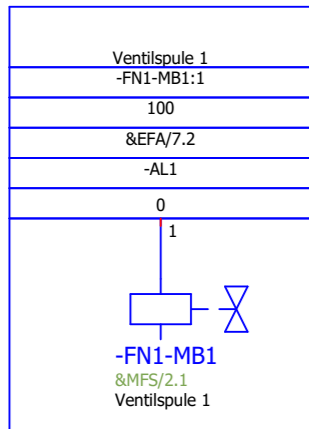 Ventilspule 1
-FN1-MB1:1
100
&EFA/7.2
-AL1
0
1
-FN1-MB1
&MFS/2.1
Ventilspule 1